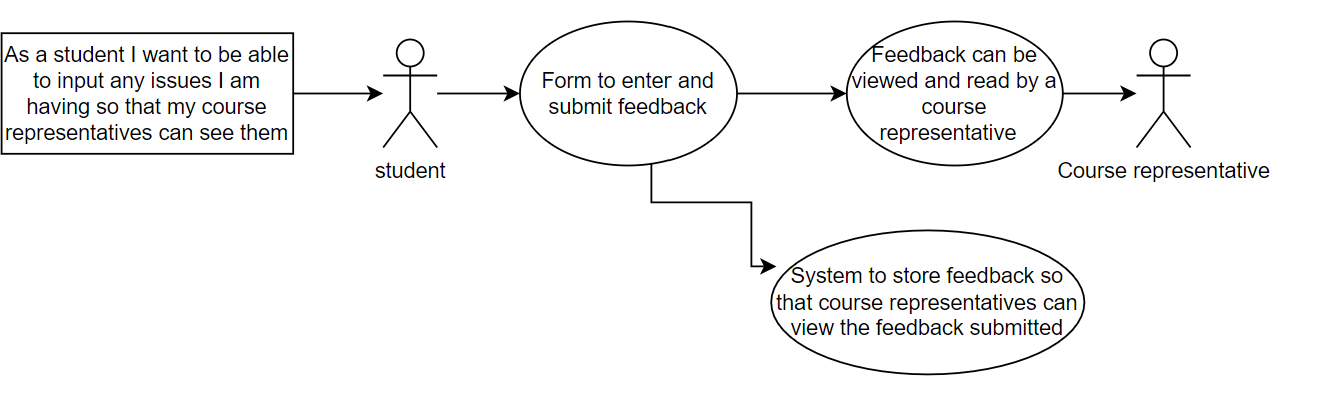 As a student I want to be able
to input any issues I am
having so that my course
representatives can see them
student
Form to enter and
submit feedback
Feedback can be
viewed and read by a
course
representative
Course representative
System to store feedback so
that course representatives can
view the feedback submitted